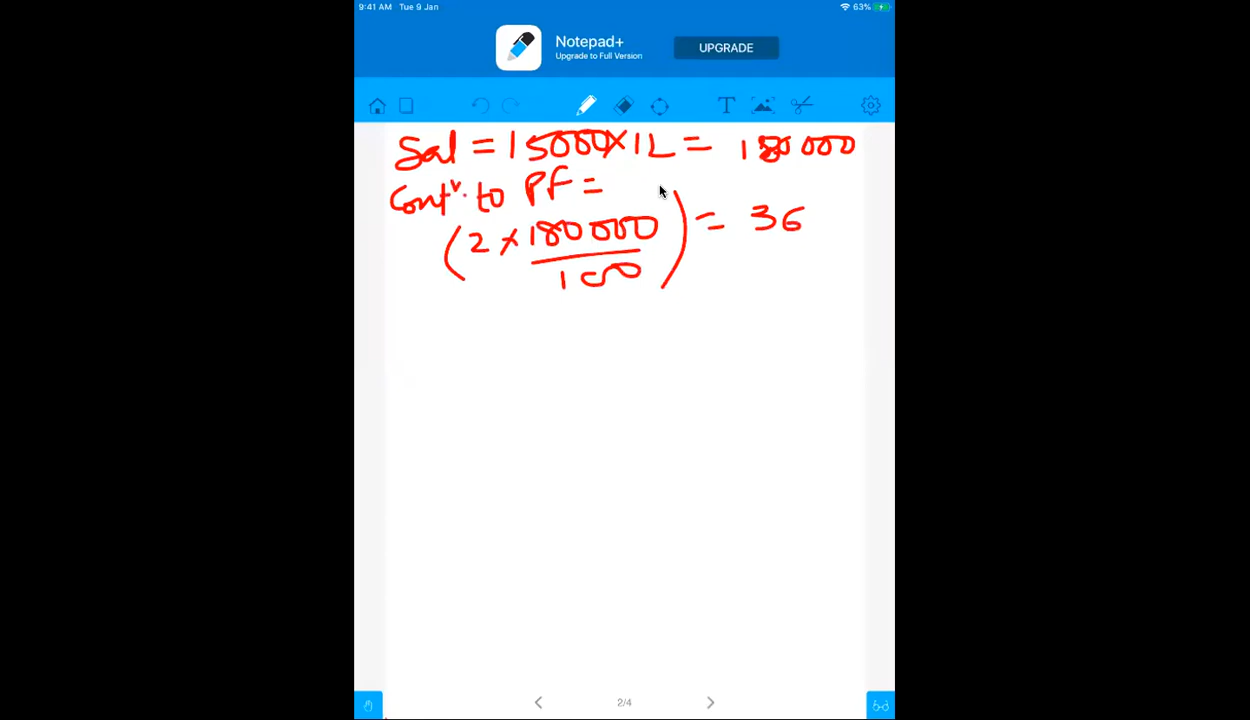 9:41 AM Tue 9 Jan
63%
Notepad+
Upgrade to Full Version
UPGRADE
T
Sal = 15000 × 12 = 180000
Contr. to PF =
(2 × 180000 / 100) = 36
2/4